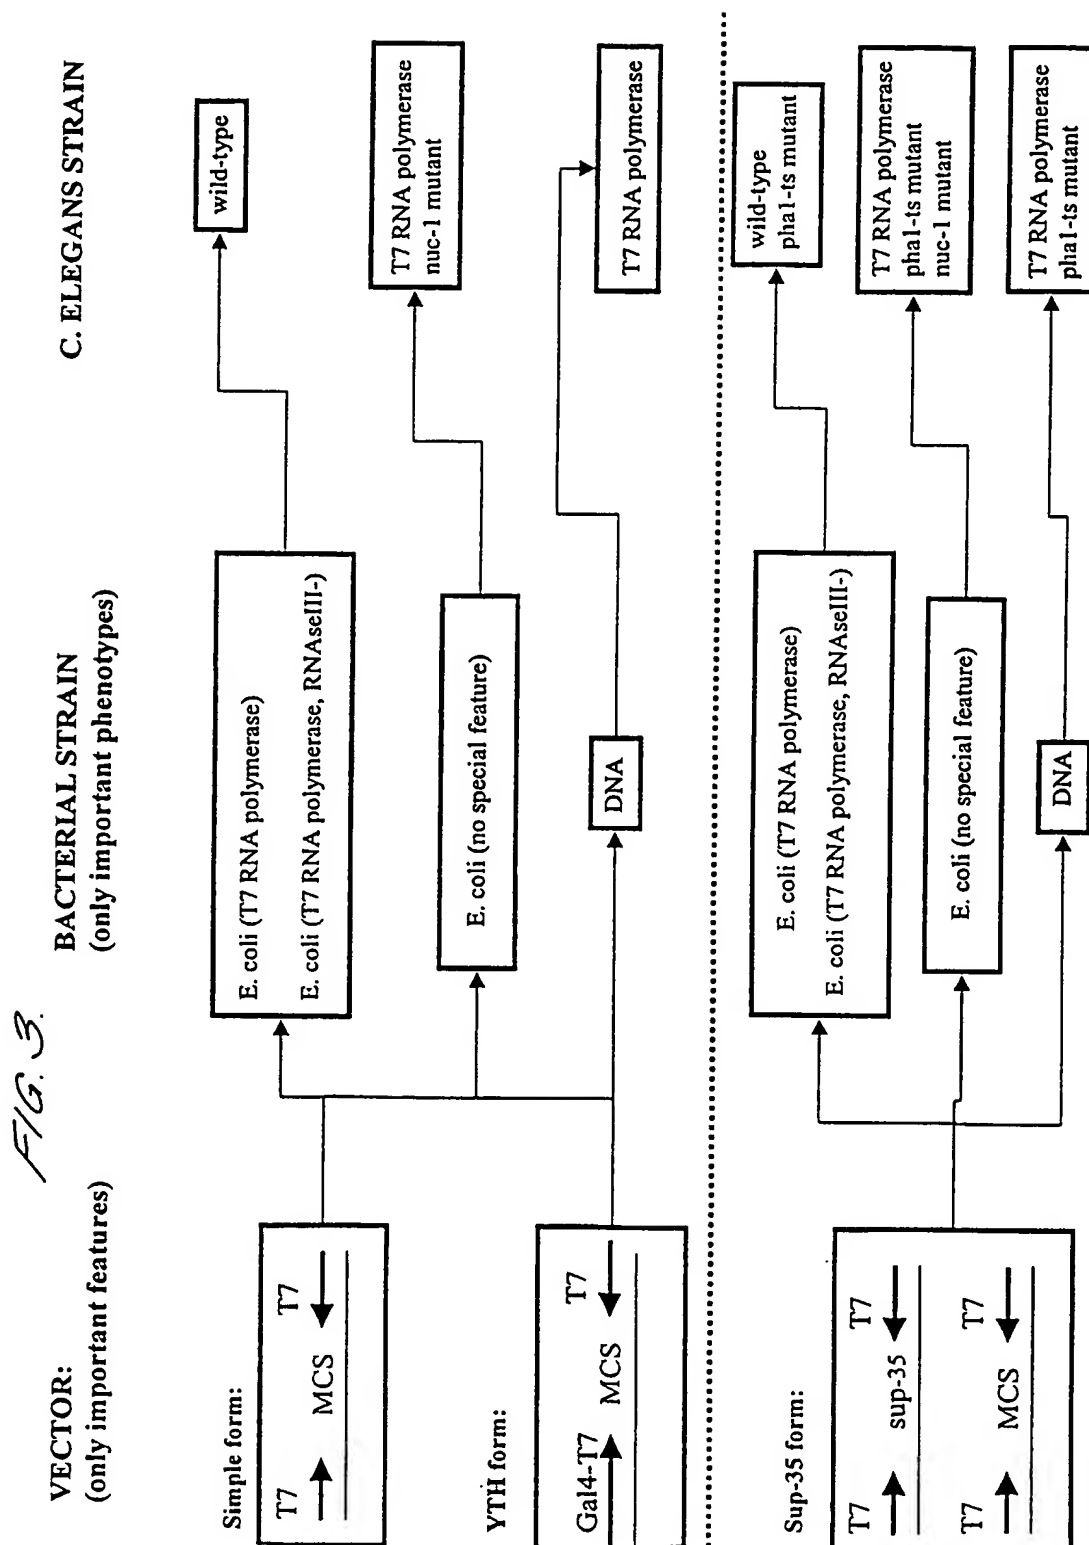 FIG. 3.
VECTOR:
(only important features)
BACTERIAL STRAIN
(only important phenotypes)
C. ELEGANS STRAIN
Simple form:
T7
T7
MCS
YTH form:
Gal4-T7
T7
MCS
E. coli (T7 RNA polymerase)
E. coli (T7 RNA polymerase, RNAseIII-)
E. coli (no special feature)
DNA
wild-type
T7 RNA polymerase
nuc-1 mutant
T7 RNA polymerase
Sup-35 form:
T7
T7
sup-35
T7
T7
MCS
E. coli (T7 RNA polymerase)
E. coli (T7 RNA polymerase, RNAseIII-)
E. coli (no special feature)
DNA
wild-type
pha1-ts mutant
T7 RNA polymerase
pha1-ts mutant
nuc-1 mutant
T7 RNA polymerase
pha1-ts mutant